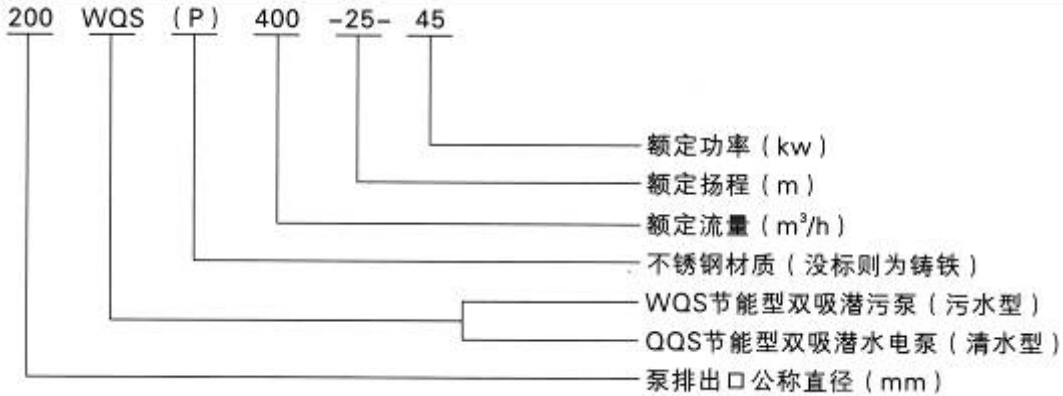 200 WQS (P) 400 -25- 45
额定功率(kw)
额定扬程(m)
额定流量(m³/h)
不锈钢材质(没标则为铸铁)
WQS节能型双吸潜污泵(污水型)
QQS节能型双吸潜水电泵(清水型)
泵排出口公称直径(mm)